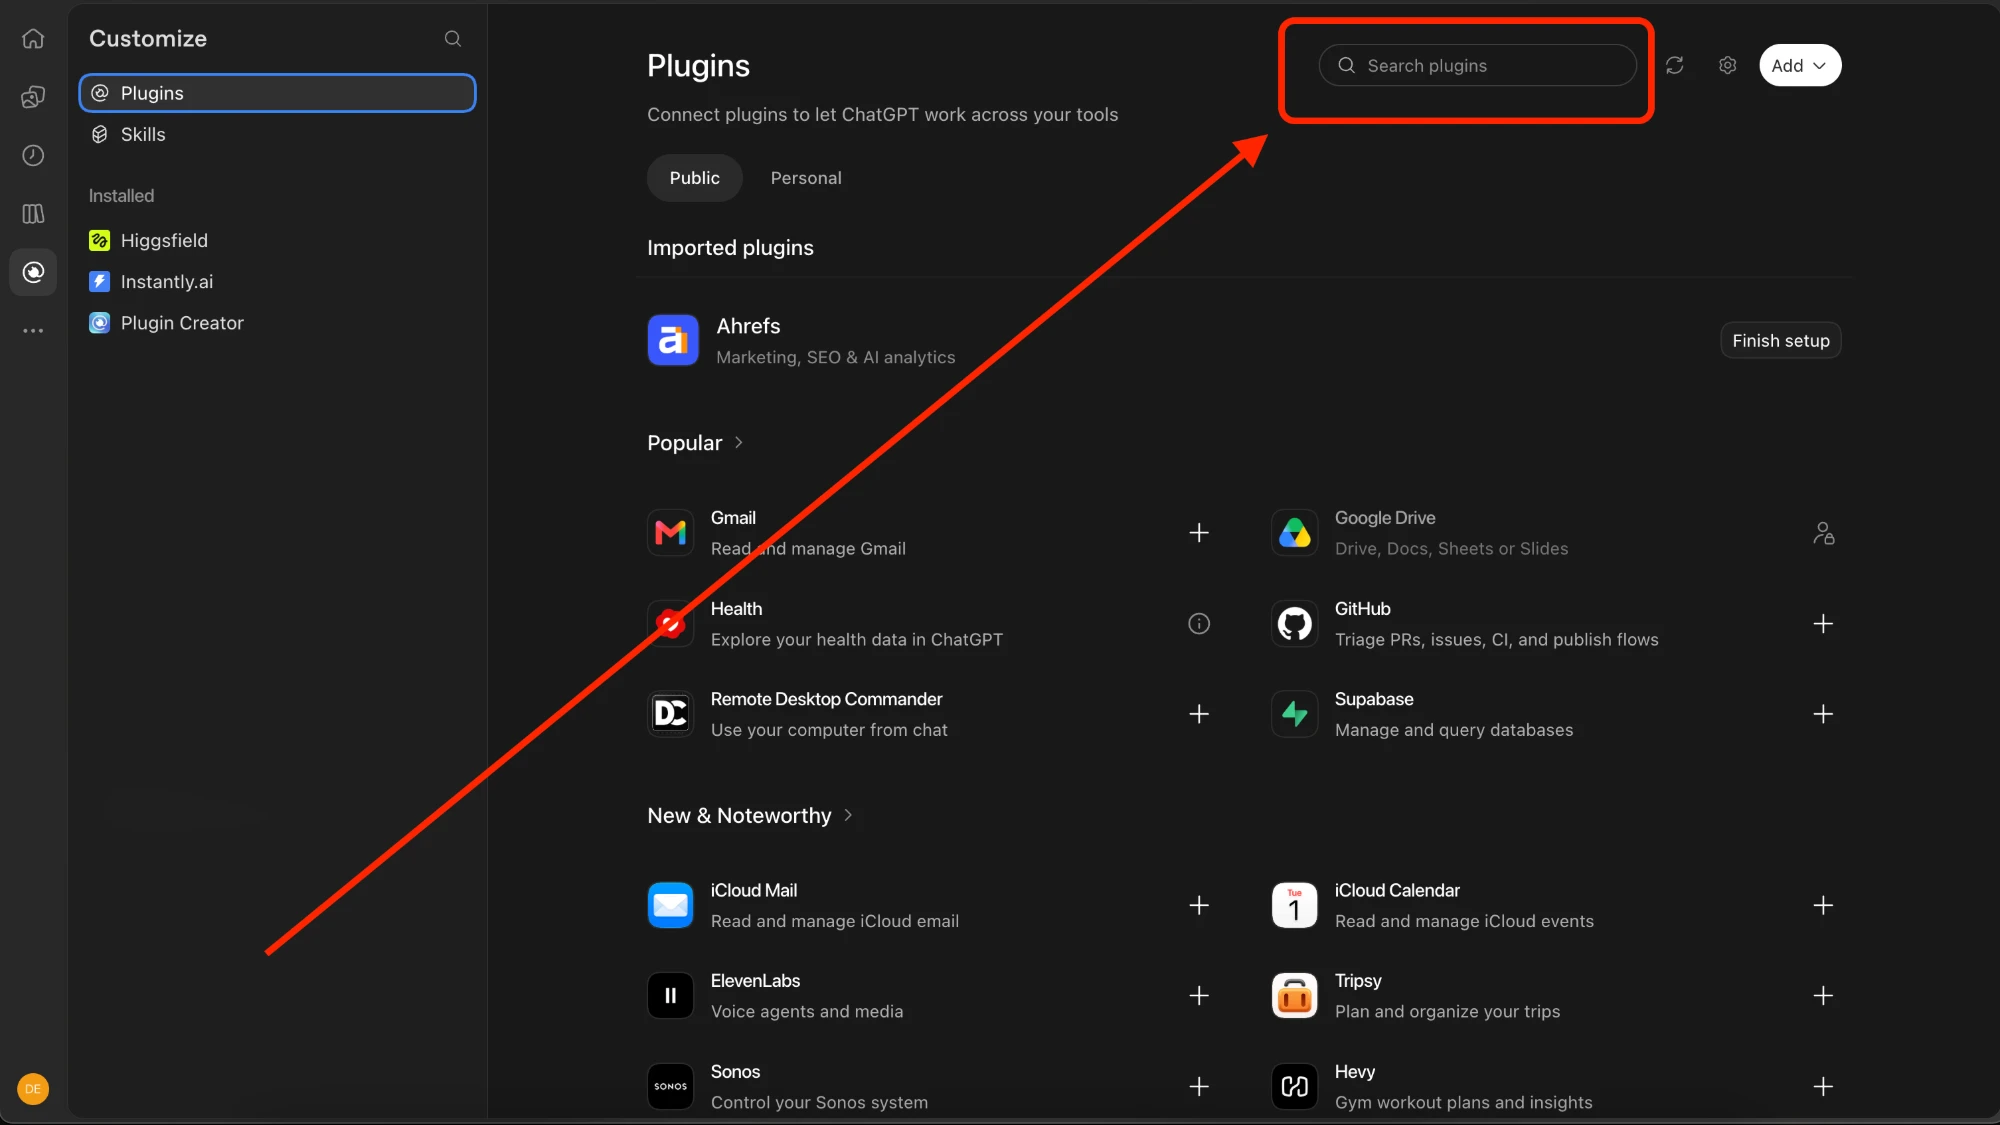 Customize
Plugins
Skills
Installed
Higgsfield
Instantly.ai
Plugin Creator
DE
Plugins
Search plugins
Add
Connect plugins to let ChatGPT work across your tools
Public
Personal
Imported plugins
Ahrefs
Marketing, SEO & AI analytics
Finish setup
Popular
Gmail
Read and manage Gmail
Google Drive
Drive, Docs, Sheets or Slides
Health
Explore your health data in ChatGPT
GitHub
Triage PRs, issues, CI, and publish flows
DC
Remote Desktop Commander
Use your computer from chat
Supabase
Manage and query databases
New & Noteworthy
iCloud Mail
Read and manage iCloud email
Tue
1
iCloud Calendar
Read and manage iCloud events
ElevenLabs
Voice agents and media
Tripsy
Plan and organize your trips
SONOS
Sonos
Control your Sonos system
Hevy
Gym workout plans and insights